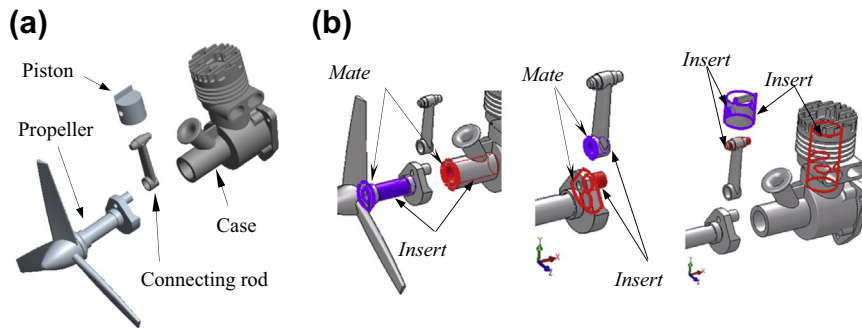 (a)
Piston
Propeller
Case
Connecting rod
(b)
Mate
Insert
Mate
Insert
Insert
Insert
Y
X
Z
Y
X
Z